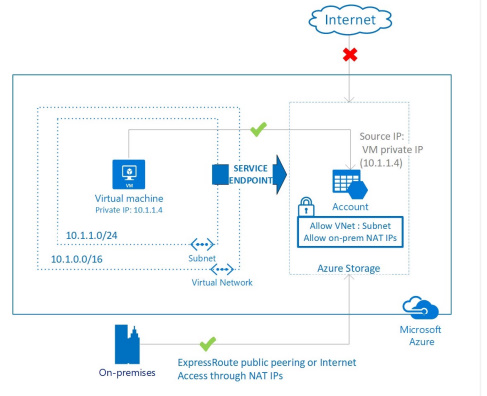 Internet
Source IP:
VM private IP
(10.1.1.4)
SERVICE
ENDPOINT
VM
Virtual machine
Private IP: 10.1.1.4
Account
Allow VNet : Subnet
Allow on-prem NAT IPs
10.1.1.0/24
Subnet
10.1.0.0/16
Azure Storage
Virtual Network
Microsoft
Azure
On-premises
ExpressRoute public peering or Internet
Access through NAT IPs